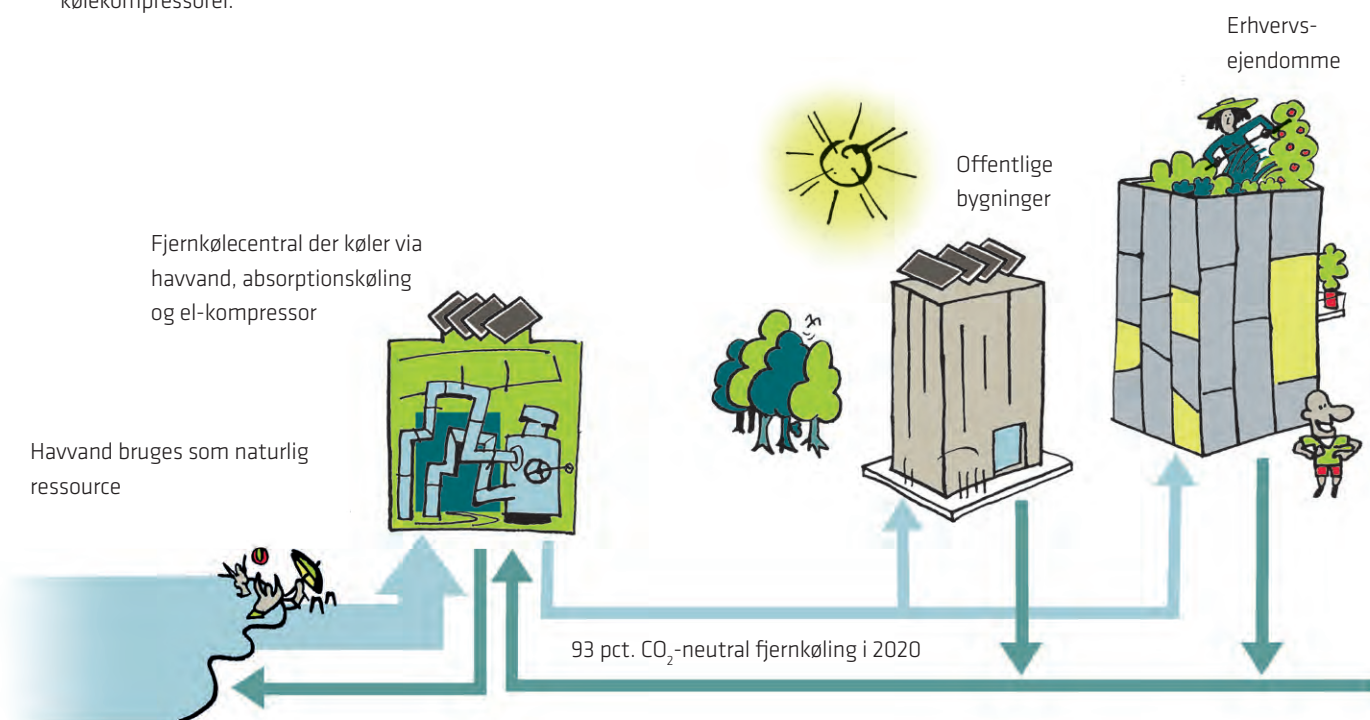 kølekompressorer.
Erhvervs-
ejendomme
Offentlige
bygninger
Fjernkølecentral der køler via
havvand, absorptionskøling
og el-kompressor
Havvand bruges som naturlig
ressource
93 pct. CO₂-neutral fjernkøling i 2020